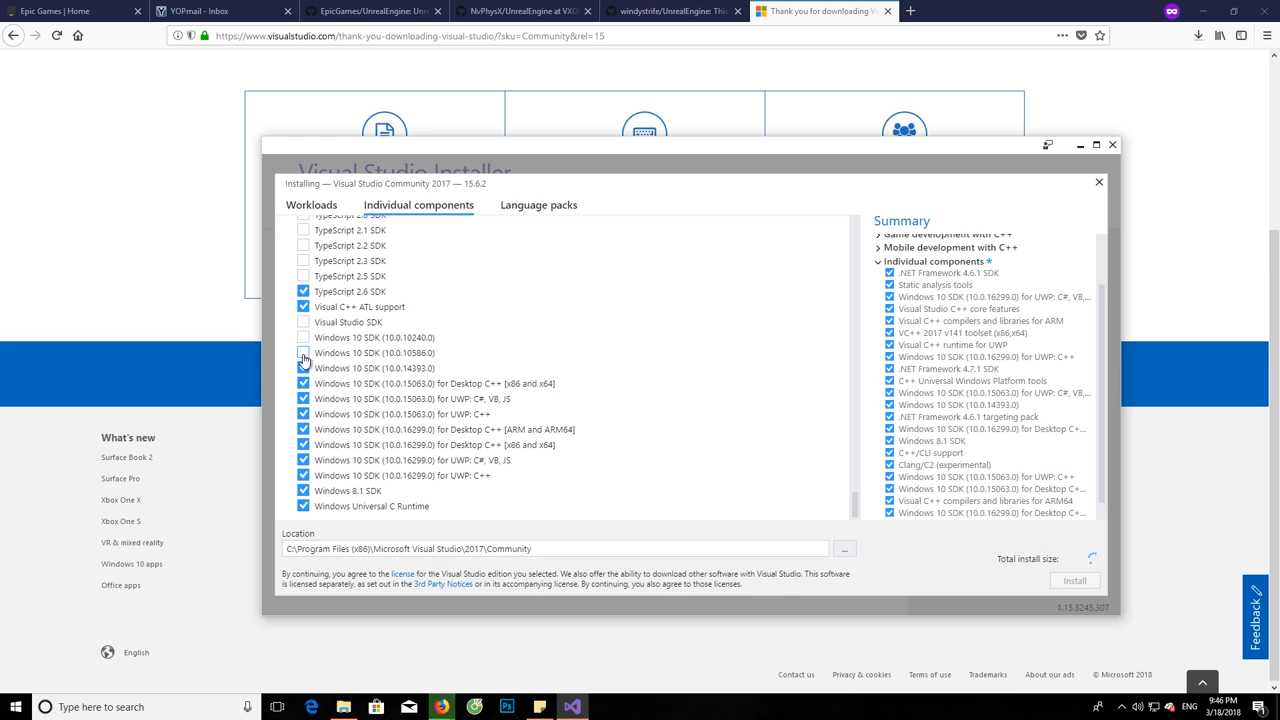 Epic Games
YOPmail - Inbox
EpicGames/UnrealEngine: Unre
NvPhysX/UnrealEngine at VXGI
windystrife/UnrealEngine: This
Thank you for downloading Vis
https://www.visualstudio.com/thank-you-downloading-visual-studio/?sku=Community&rel=15
Visual Studio Installer
Installing — Visual Studio Community 2017 — 15.6.2
Workloads
Individual components
Language packs
TypeScript 2.0 SDK
TypeScript 2.1 SDK
TypeScript 2.2 SDK
TypeScript 2.3 SDK
TypeScript 2.5 SDK
TypeScript 2.6 SDK
Visual C++ ATL support
Visual Studio SDK
Windows 10 SDK (10.0.10240.0)
Windows 10 SDK (10.0.10586.0)
Windows 10 SDK (10.0.14393.0)
Windows 10 SDK (10.0.15063.0) for Desktop C++ [x86 and x64]
Windows 10 SDK (10.0.15063.0) for UWP: C#, VB, JS
Windows 10 SDK (10.0.15063.0) for UWP: C++
Windows 10 SDK (10.0.16299.0) for Desktop C++ [ARM and ARM64]
Windows 10 SDK (10.0.16299.0) for Desktop C++ [x86 and x64]
Windows 10 SDK (10.0.16299.0) for UWP: C#, VB, JS
Windows 10 SDK (10.0.16299.0) for UWP: C++
Windows 8.1 SDK
Windows Universal C Runtime
Summary
Game development with C++
Mobile development with C++
Individual components *
.NET Framework 4.6.1 SDK
Static analysis tools
Windows 10 SDK (10.0.16299.0) for UWP: C#, VB,...
Visual Studio C++ core features
Visual C++ compilers and libraries for ARM
VC++ 2017 v141 toolset (x86,x64)
Visual C++ runtime for UWP
Windows 10 SDK (10.0.16299.0) for UWP: C++
.NET Framework 4.7.1 SDK
C++ Universal Windows Platform tools
Windows 10 SDK (10.0.15063.0) for UWP: C#, VB,...
Windows 10 SDK (10.0.14393.0)
.NET Framework 4.6.1 targeting pack
Windows 10 SDK (10.0.16299.0) for Desktop C+...
Windows 8.1 SDK
C++/CLI support
Clang/C2 (experimental)
Windows 10 SDK (10.0.15063.0) for UWP: C++
Windows 10 SDK (10.0.15063.0) for Desktop C+...
Visual C++ compilers and libraries for ARM64
Windows 10 SDK (10.0.16299.0) for Desktop C+...
Location
C:\Program Files (x86)\Microsoft Visual Studio\2017\Community
...
By continuing, you agree to the license for the Visual Studio edition you selected. We also offer the ability to download other software with Visual Studio. This software
is licensed separately, as set out in the 3rd Party Notices or in its accompanying license. By continuing, you also agree to those licenses.
Total install size:
Install
1.15.3245.307
What's new
Surface Book 2
Surface Pro
Xbox One X
Xbox One S
VR & mixed reality
Windows 10 apps
Office apps
English
Feedback
Contact us
Privacy & cookies
Terms of use
Trademarks
About our ads
© Microsoft 2018
Type here to search
9:46 PM
3/18/2018
1